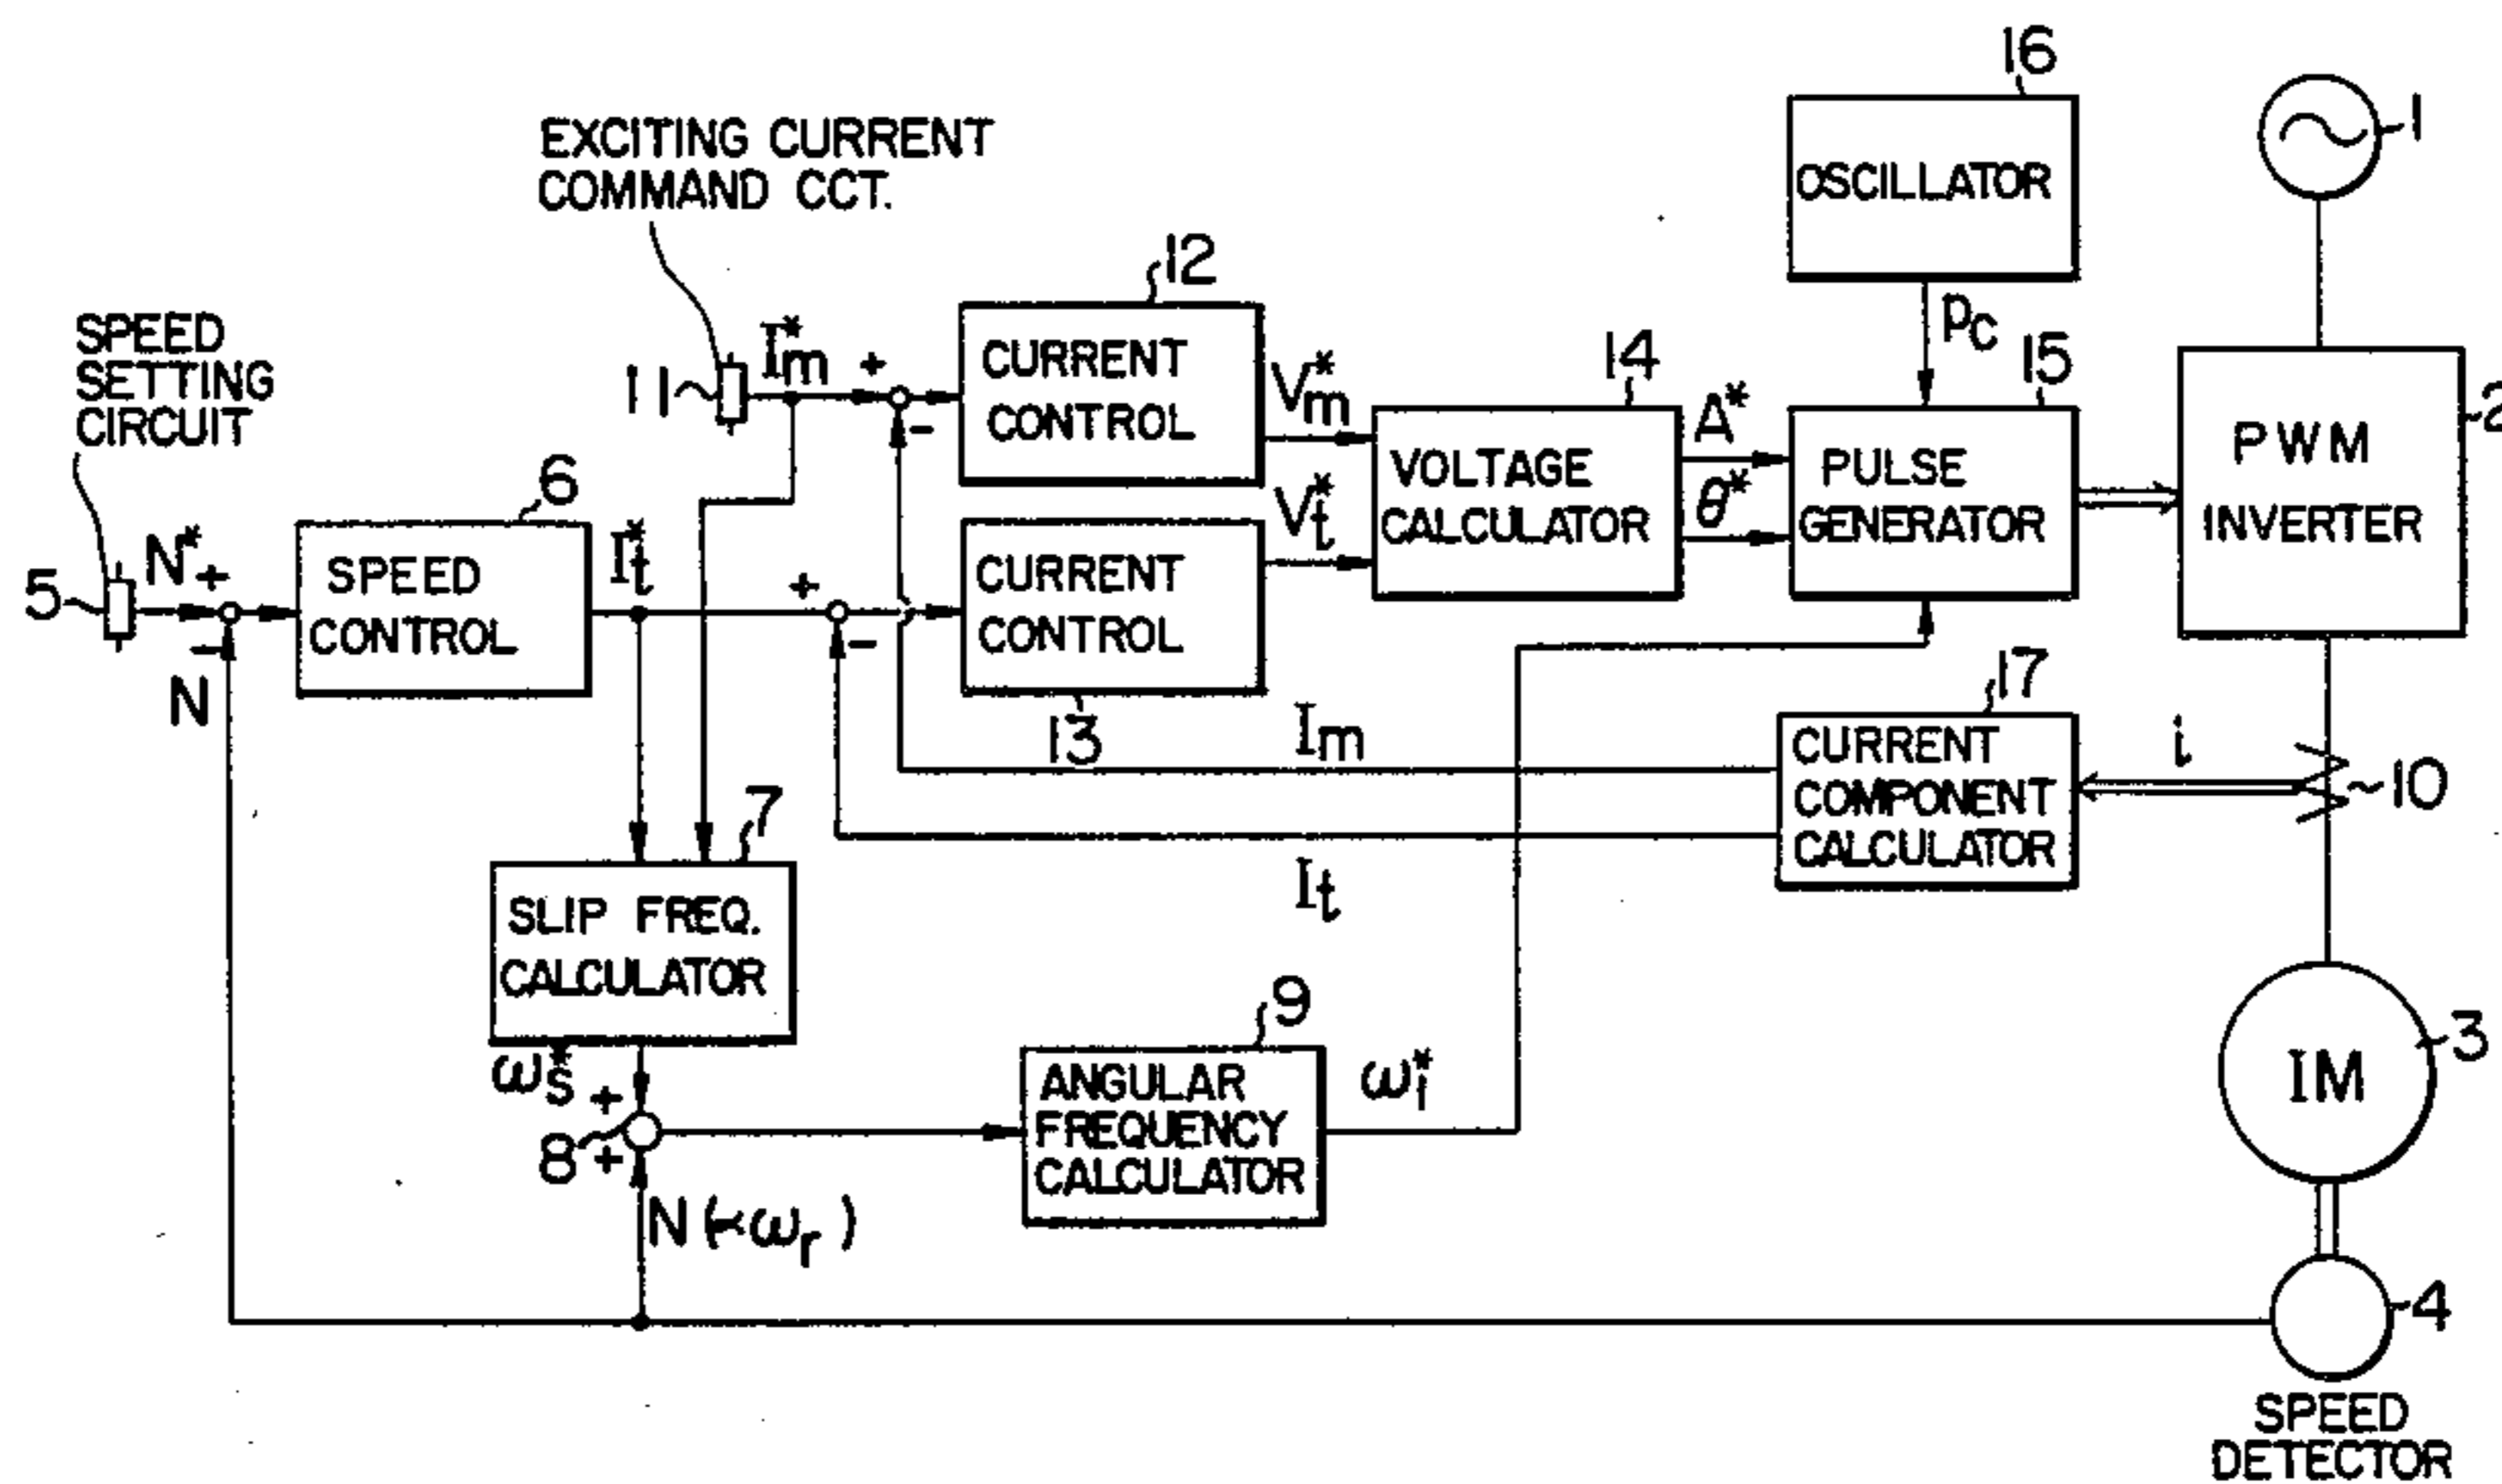 16
1
EXCITING CURRENT
COMMAND CCT.
OSCILLATOR
12
SPEED
SETTING
CIRCUIT
11
I*m
+
-
CURRENT
CONTROL
V*m
14
Pc
15
2
PWM
INVERTER
A*
θ*
VOLTAGE
CALCULATOR
PULSE
GENERATOR
6
5
N*
+
-
N
SPEED
CONTROL
I*t
+
-
CURRENT
CONTROL
V*t
13
17
Im
CURRENT
COMPONENT
CALCULATOR
i
10
It
7
SLIP FREQ.
CALCULATOR
ω*s
+
8
+
9
ANGULAR
FREQUENCY
CALCULATOR
ω*1
3
IM
N (∝ωr)
4
SPEED
DETECTOR